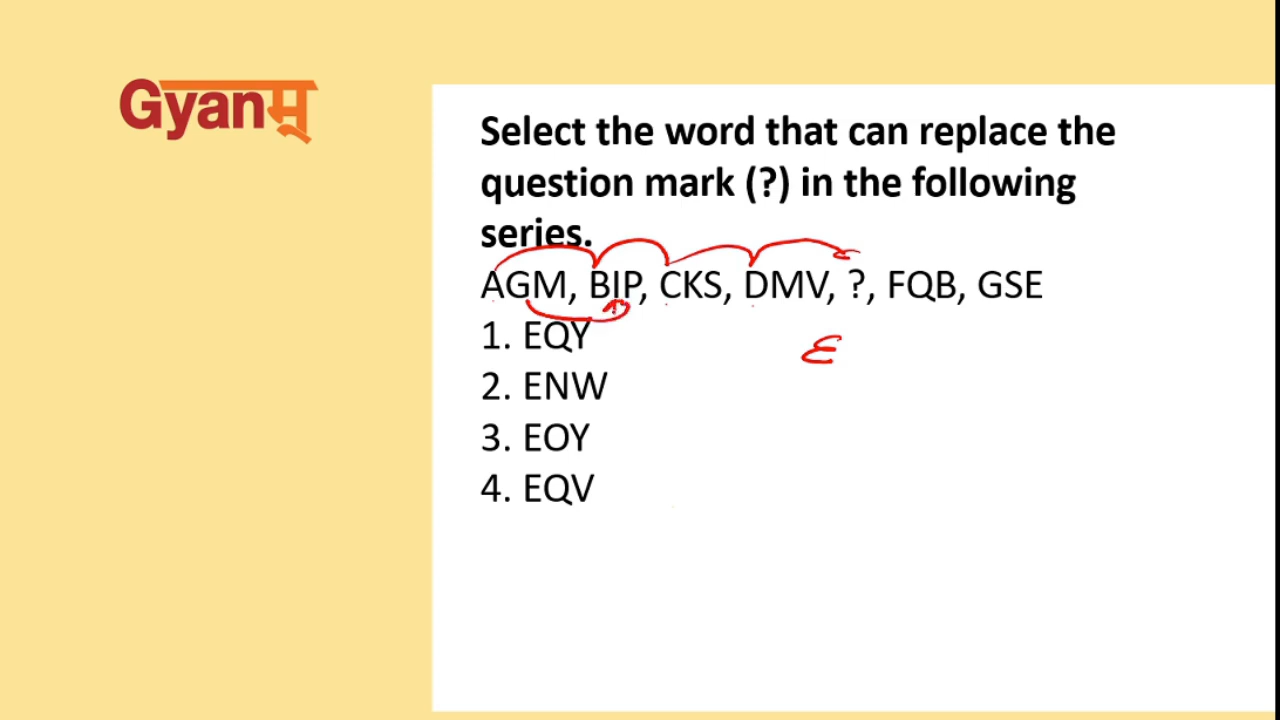 Gyanम्
Select the word that can replace the
question mark (?) in the following
series.
AGM, BIP, CKS, DMV, ?, FQB, GSE
E
1. EQY
2. ENW
3. EOY
4. EQV